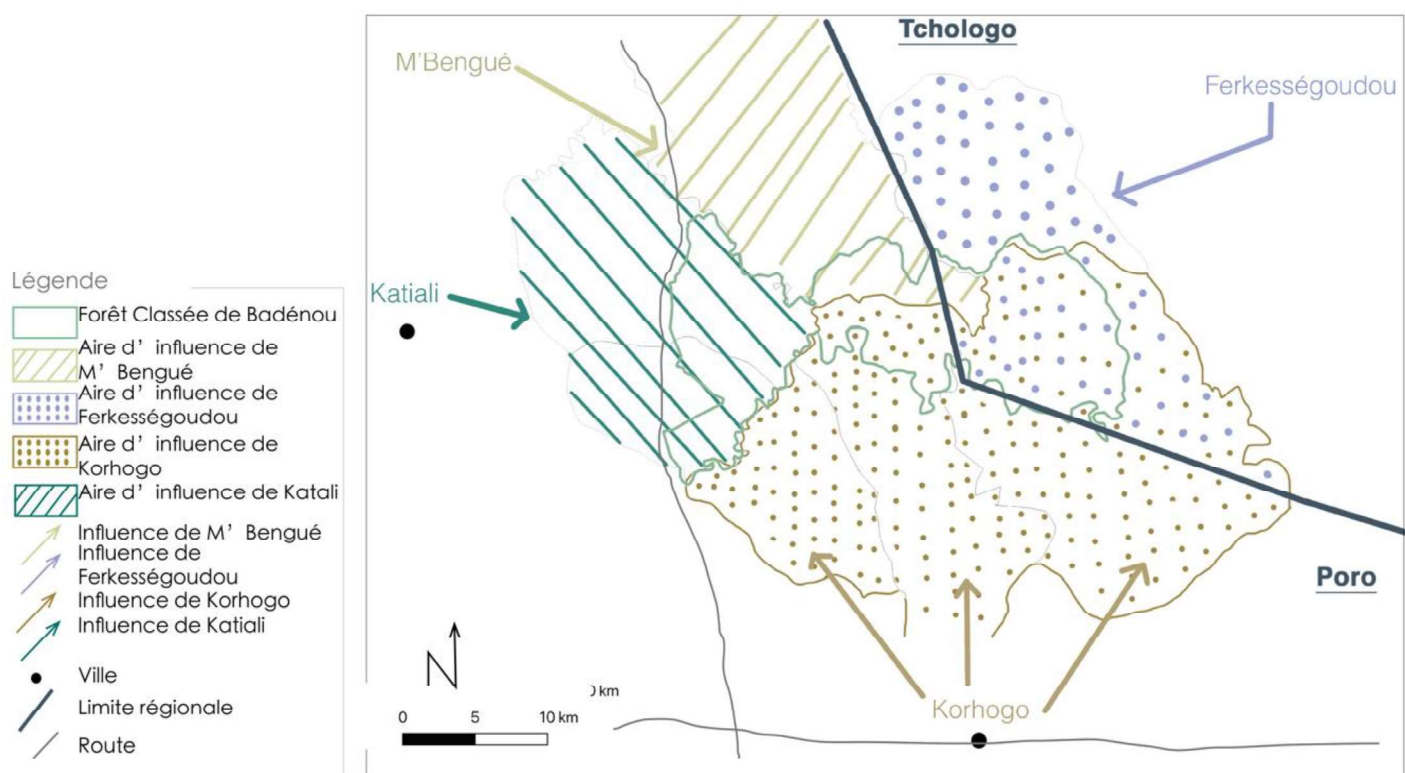 Tchologo
M'Bengué
Ferkességoudou
Katiali
Légende
Forêt Classée de Badénou
Aire d' influence de
M' Bengué
Aire d' influence de
Ferkességoudou
Aire d' influence de
Korhogo
Aire d' influence de Katali
Influence de M' Bengué
Influence de
Ferkességoudou
Influence de Korhogo
Influence de Katiali
Ville
Limite régionale
Route
Poro
N
Korhogo
0 5 10 km
km